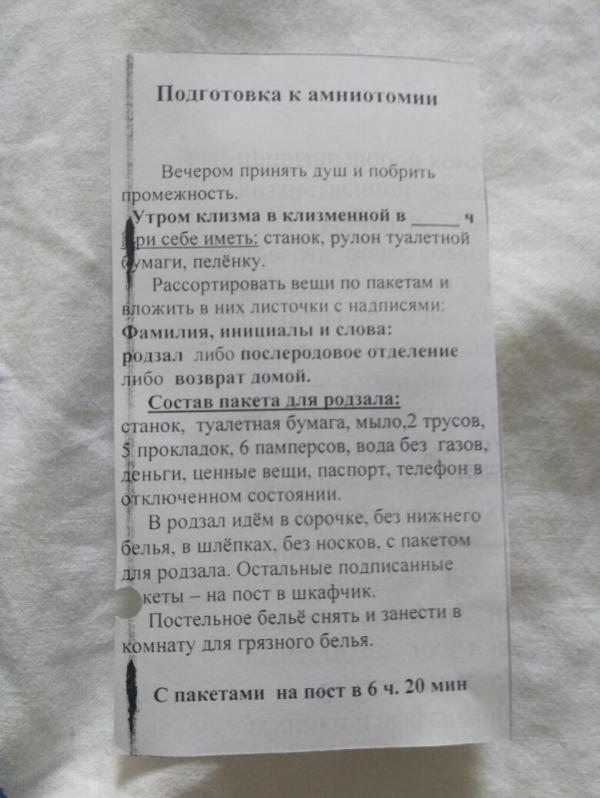 Подготовка к амниотомии
Вечером принять душ и побрить
промежность.
Утром клизма в клизменной в _____ ч
При себе иметь: станок, рулон туалетной
бумаги, пелёнку.
Рассортировать вещи по пакетам и
вложить в них листочки с надписями:
Фамилия, инициалы и слова:
родзал либо послеродовое отделение
либо возврат домой.
Состав пакета для родзала:
станок, туалетная бумага, мыло,2 трусов,
5 прокладок, 6 памперсов, вода без газов,
деньги, ценные вещи, паспорт, телефон в
отключенном состоянии.
В родзал идём в сорочке, без нижнего
белья, в шлёпках, без носков, с пакетом
для родзала. Остальные подписанные
кеты – на пост в шкафчик.
Постельное бельё снять и занести в
комнату для грязного белья.
С пакетами на пост в 6 ч. 20 мин